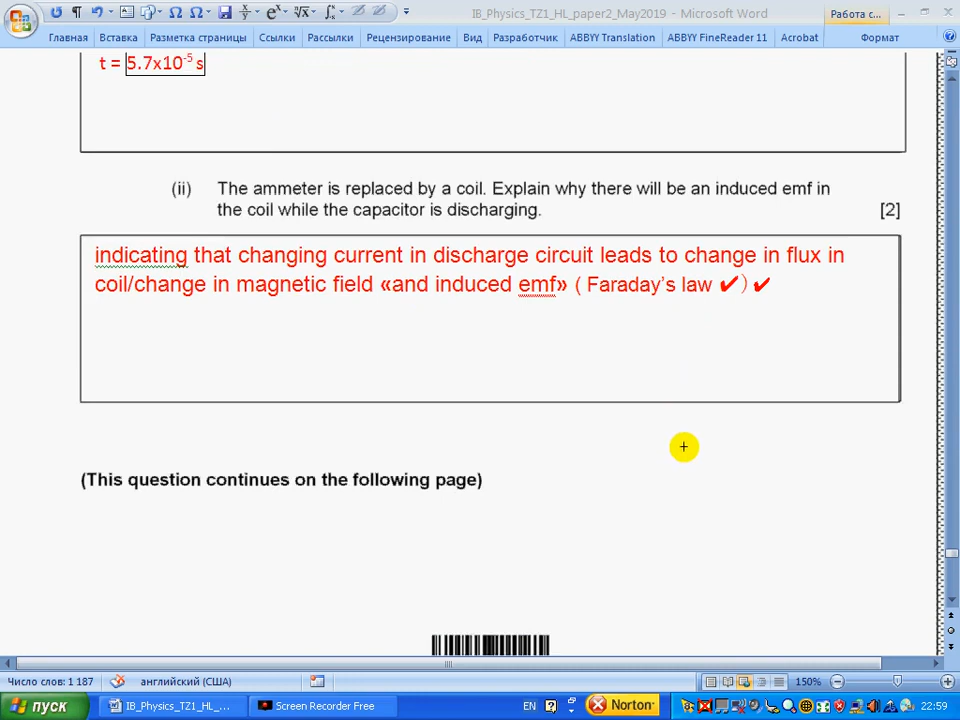 IB_Physics_TZ1_HL_paper2_May2019 - Microsoft Word
Работа с...
Главная Вставка Разметка страницы Ссылки Рассылки Рецензирование Вид Разработчик ABBYY Translation ABBYY FineReader 11 Acrobat Формат
t = 5.7x10⁻⁵ s
(ii) The ammeter is replaced by a coil. Explain why there will be an induced emf in
the coil while the capacitor is discharging. [2]
indicating that changing current in discharge circuit leads to change in flux in
coil/change in magnetic field «and induced emf» ( Faraday’s law ✔) ✔
(This question continues on the following page)
Число слов: 1 187 английский (США) 150%
пуск IB_Physics_TZ1_HL_... Screen Recorder Free EN Norton 22:59